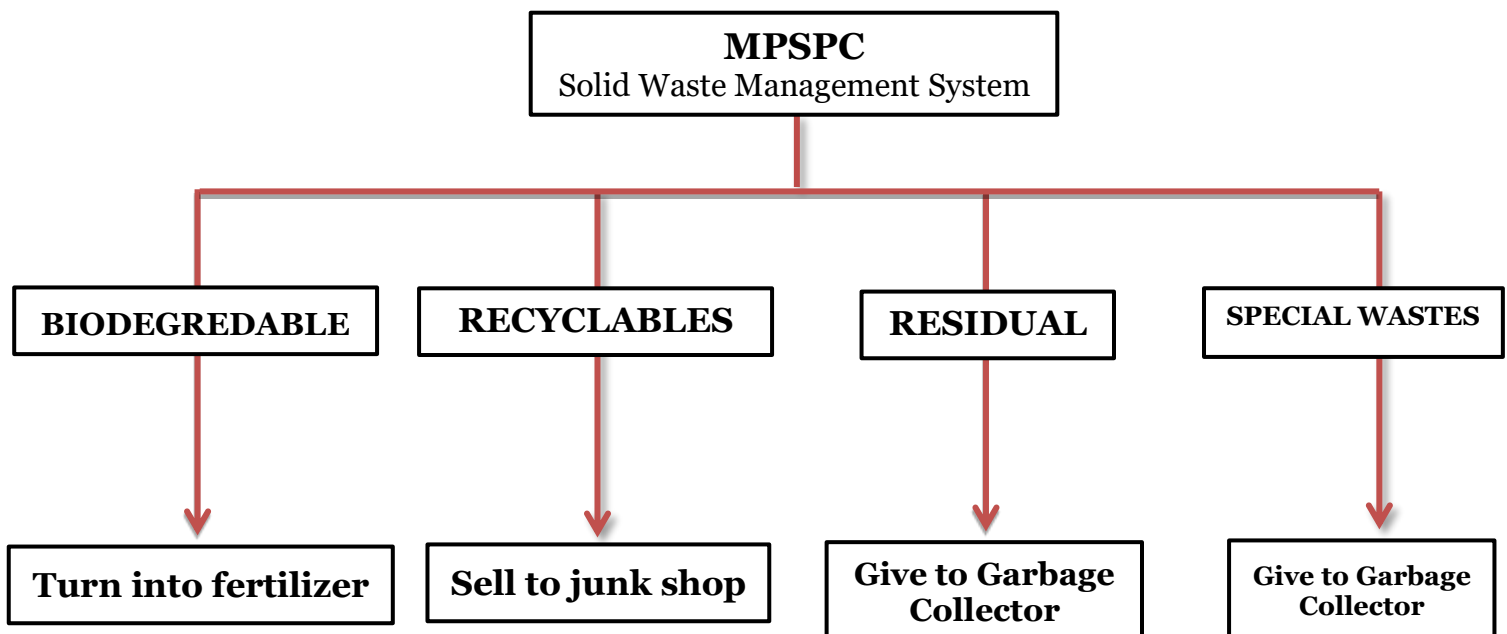 MPSPC
Solid Waste Management System
BIODEGREDABLE
RECYCLABLES
RESIDUAL
SPECIAL WASTES
Turn into fertilizer
Sell to junk shop
Give to Garbage
Collector
Give to Garbage
Collector